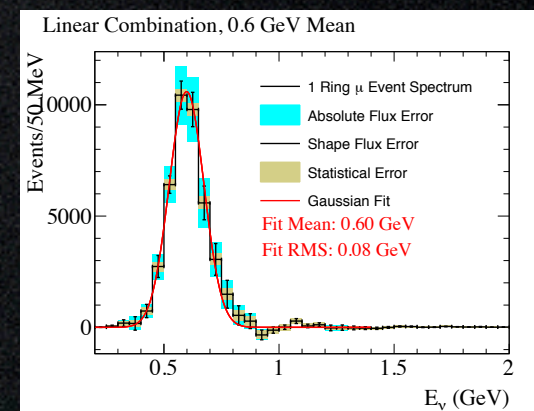 Linear Combination, 0.6 GeV Mean
Events/50 MeV
10000
5000
0
1 Ring μ Event Spectrum
Absolute Flux Error
Shape Flux Error
Statistical Error
Gaussian Fit
Fit Mean: 0.60 GeV
Fit RMS: 0.08 GeV
0.5 1 1.5 2
Eν (GeV)